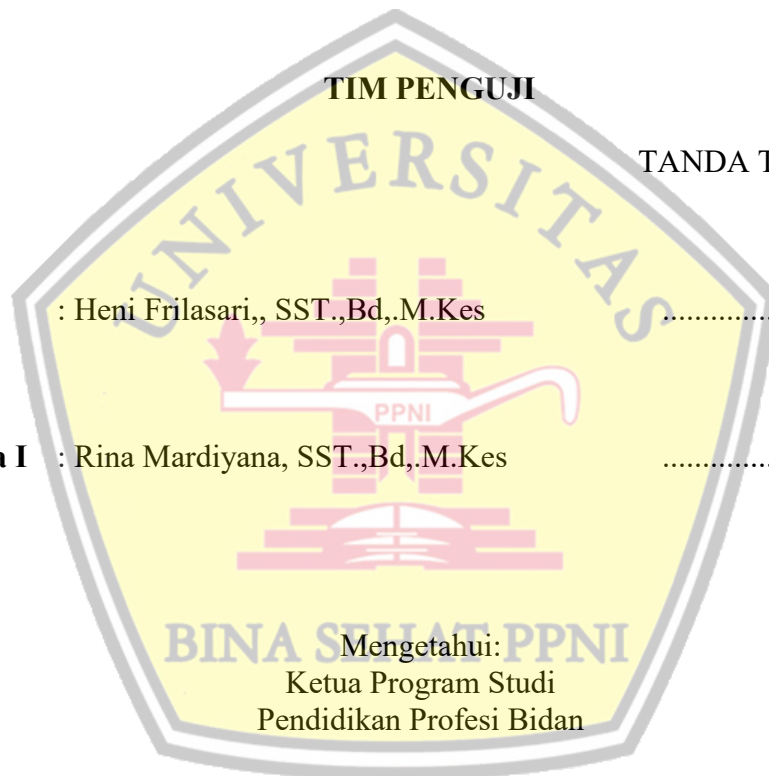 TIM PENGUJI
TANDA T
UNIVERSITAS
: Heni Frilasari,, SST.,Bd,.M.Kes ...............
PPNI
a I : Rina Mardiyana, SST.,Bd,.M.Kes ...............
BINA SEHAT PPNI
Mengetahui:
Ketua Program Studi
Pendidikan Profesi Bidan